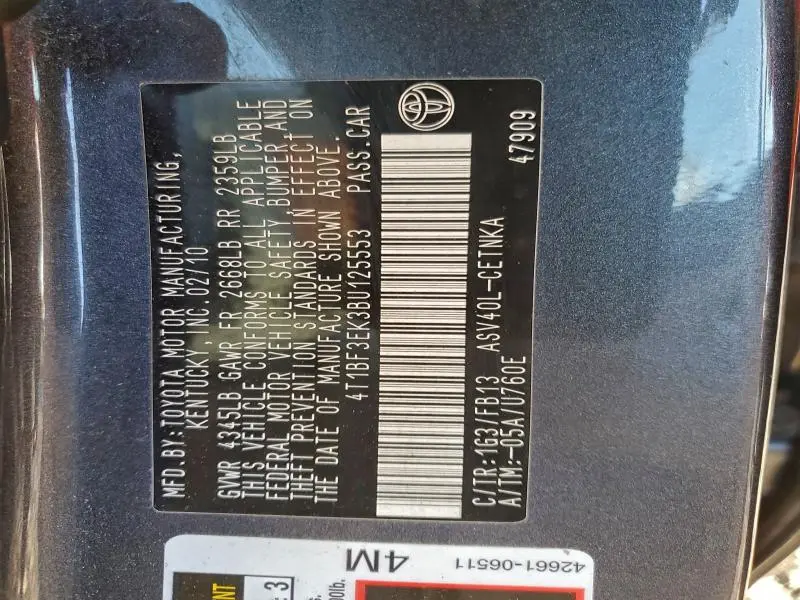 MFD. BY: TOYOTA MOTOR MANUFACTURING,
KENTUCKY, INC. 02/10
GVWR 4345LB GAWR FR 2668LB RR 2359LB
THIS VEHICLE CONFORMS TO ALL APPLICABLE
FEDERAL MOTOR VEHICLE SAFETY, BUMPER, AND
THEFT PREVENTION STANDARDS IN EFFECT ON
THE DATE OF MANUFACTURE SHOWN ABOVE.
4T1BF3EK3BU125553 PASS.CAR
C/TR:1G3/FB13 ASV40L-CETNKA
A/TM:-05A/U760E
47909
4M
42661-06511
3